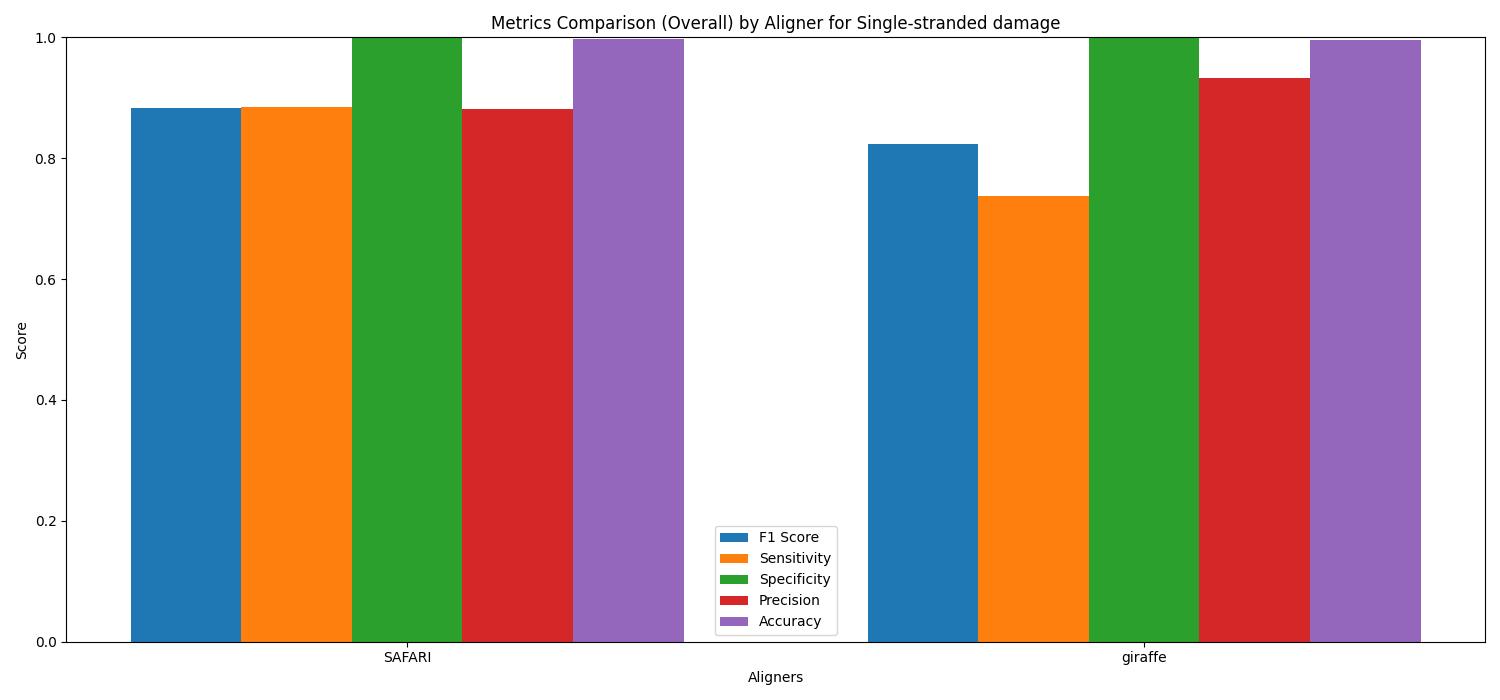 Metrics Comparison (Overall) by Aligner for Single-stranded damage
1.0
0.8
0.6
0.4
0.2
0.0
Score
F1 Score
Sensitivity
Specificity
Precision
Accuracy
SAFARI
giraffe
Aligners